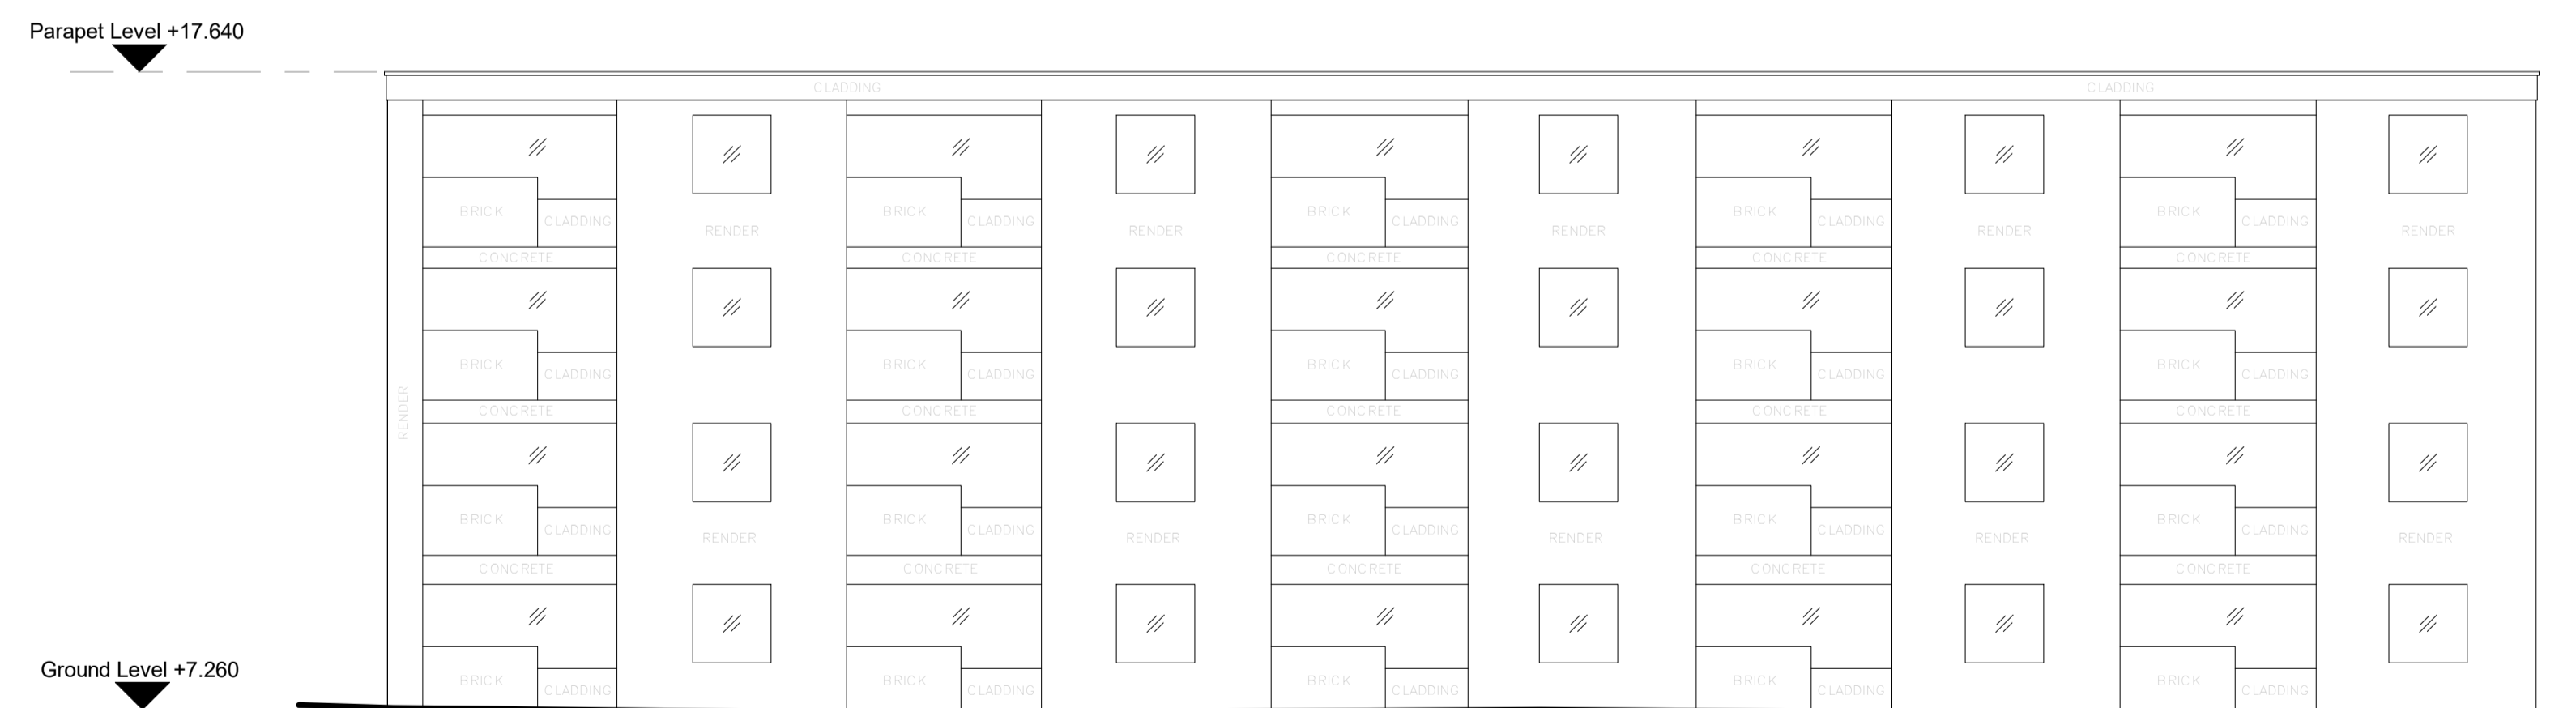 Parapet Level +17.640
CLADDING CLADDING
BRICK CLADDING RENDER BRICK CLADDING RENDER BRICK CLADDING RENDER BRICK CLADDING RENDER BRICK CLADDING RENDER
CONCRETE CONCRETE CONCRETE CONCRETE CONCRETE
BRICK CLADDING BRICK CLADDING BRICK CLADDING BRICK CLADDING BRICK CLADDING
RENDER CONCRETE CONCRETE CONCRETE CONCRETE CONCRETE
BRICK CLADDING RENDER BRICK CLADDING RENDER BRICK CLADDING RENDER BRICK CLADDING RENDER BRICK CLADDING RENDER
CONCRETE CONCRETE CONCRETE CONCRETE CONCRETE
Ground Level +7.260
BRICK CLADDING BRICK CLADDING BRICK CLADDING BRICK CLADDING BRICK CLADDING